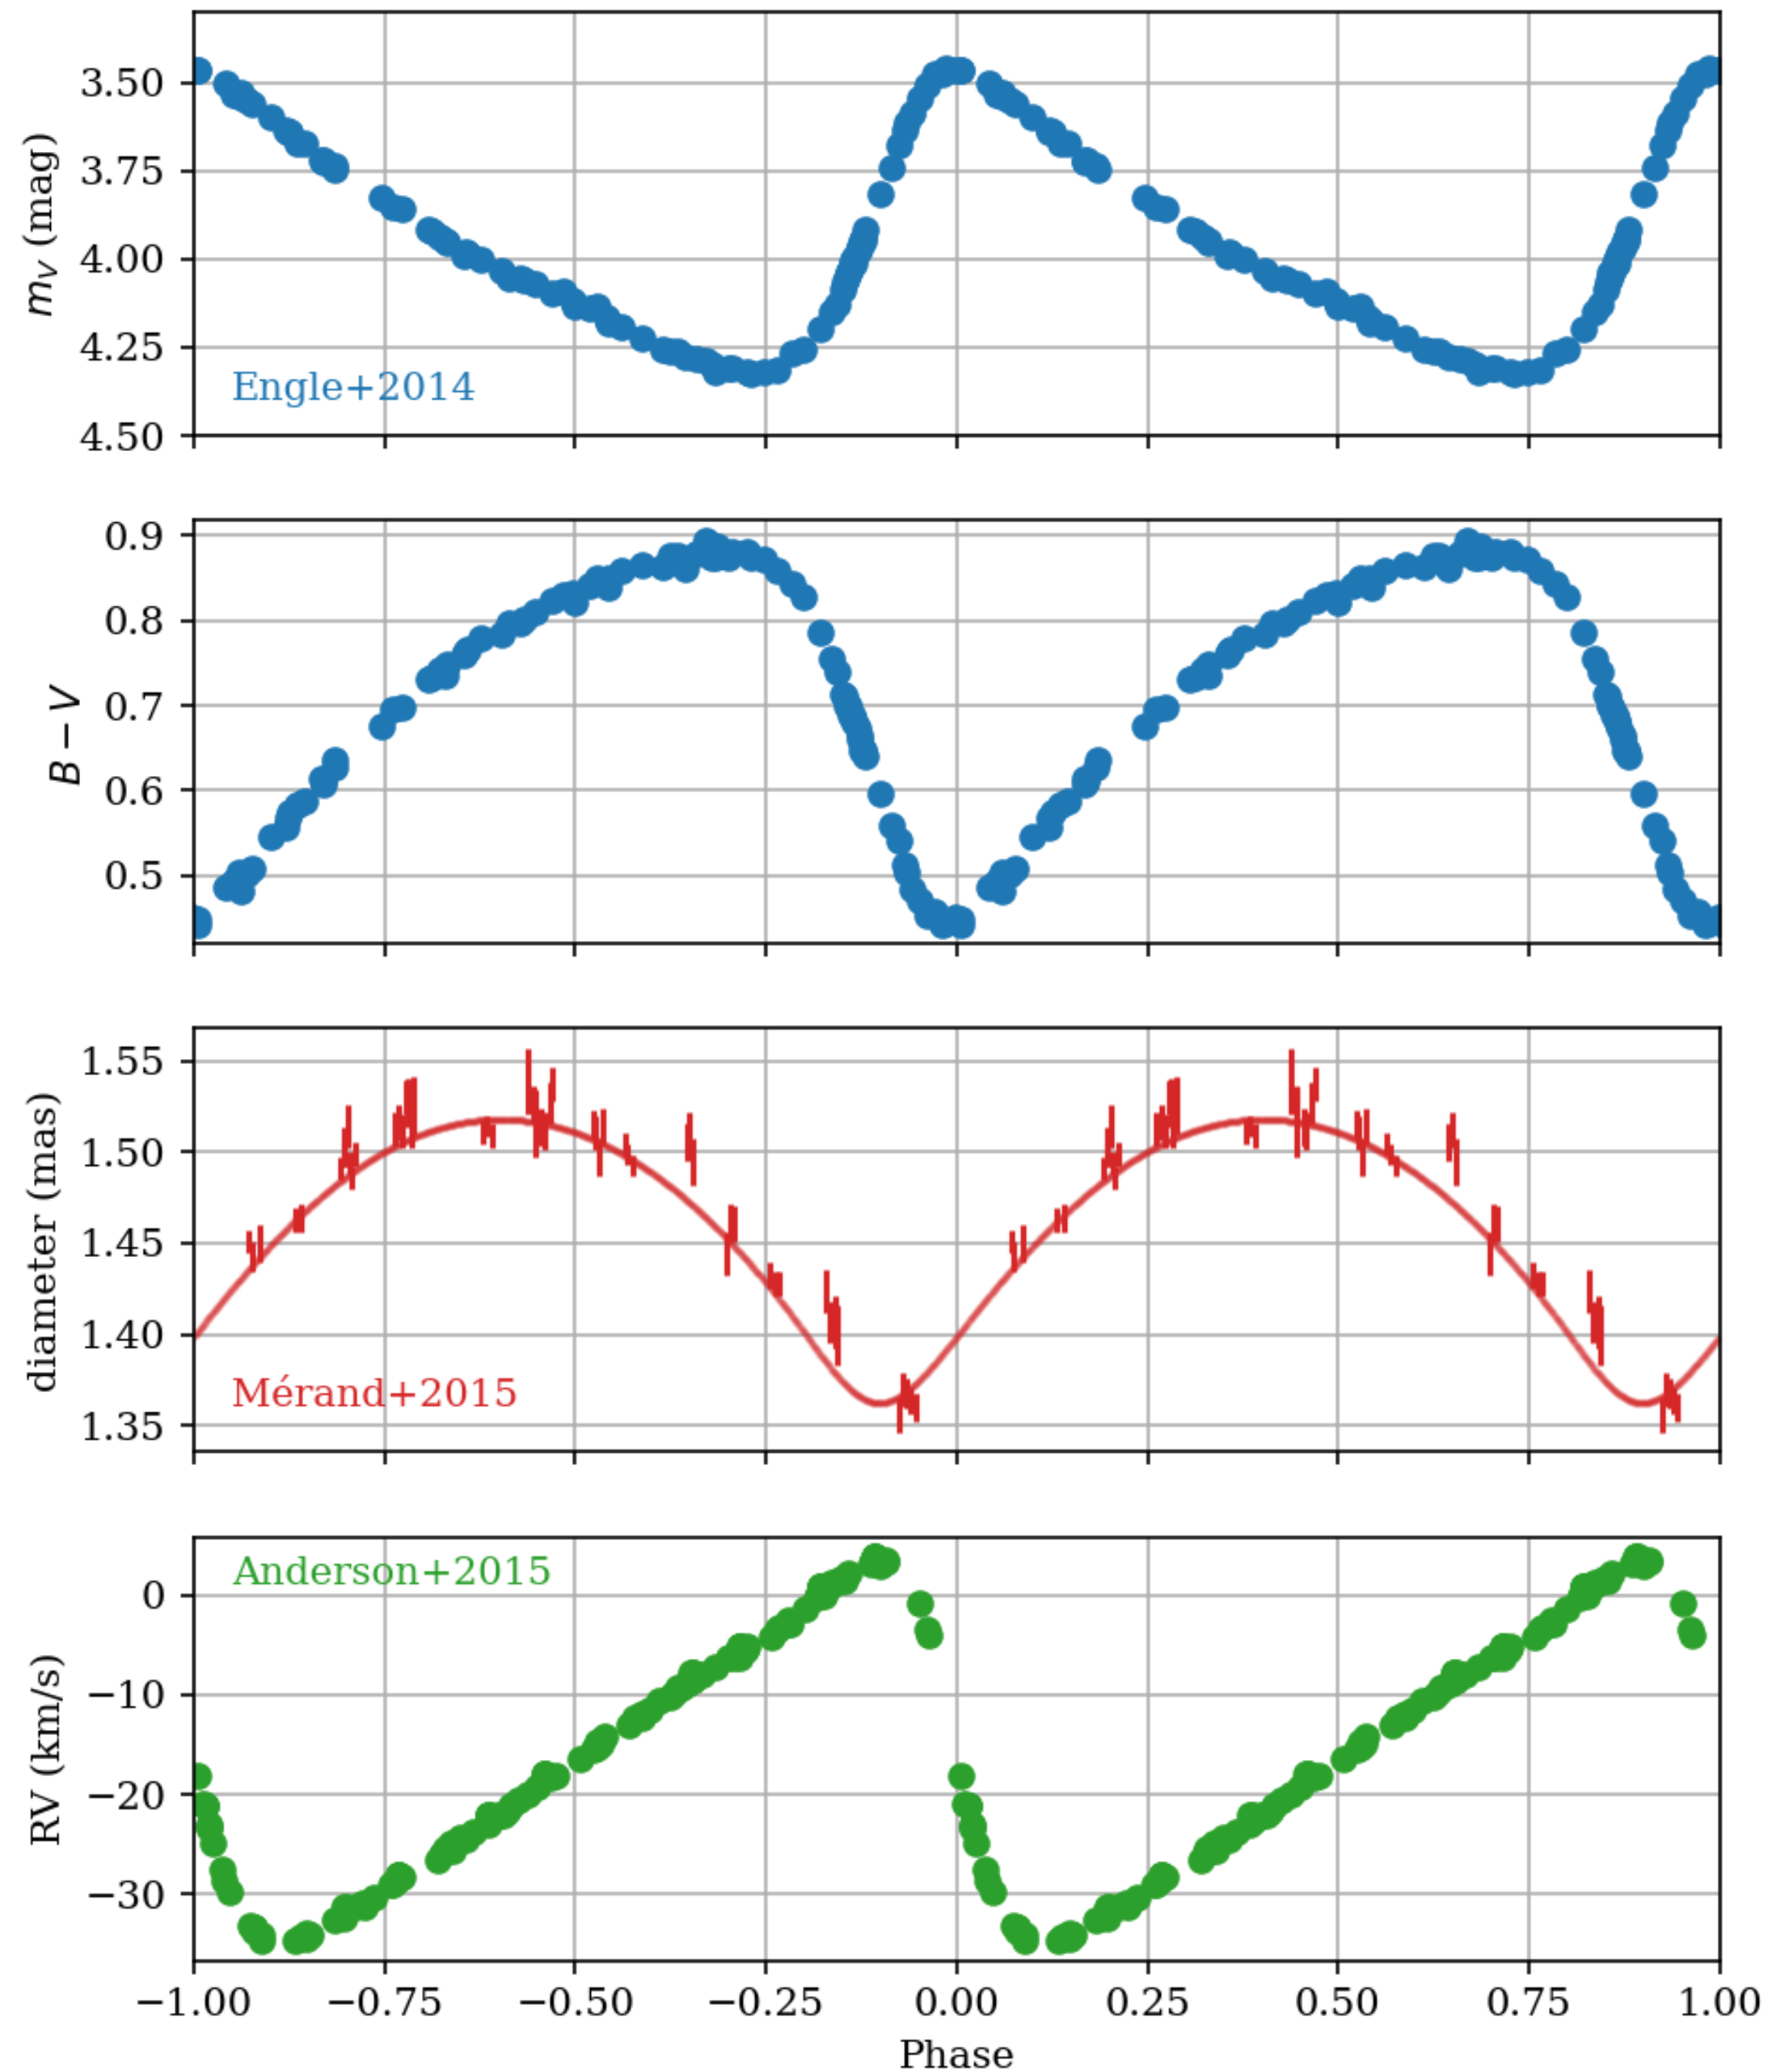 3.50
3.75
4.00
4.25
4.50
m_V (mag)
Engle+2014
0.9
0.8
0.7
0.6
0.5
B − V
1.55
1.50
1.45
1.40
1.35
diameter (mas)
Mérand+2015
Anderson+2015
0
−10
−20
−30
RV (km/s)
−1.00 −0.75 −0.50 −0.25 0.00 0.25 0.50 0.75 1.00
Phase